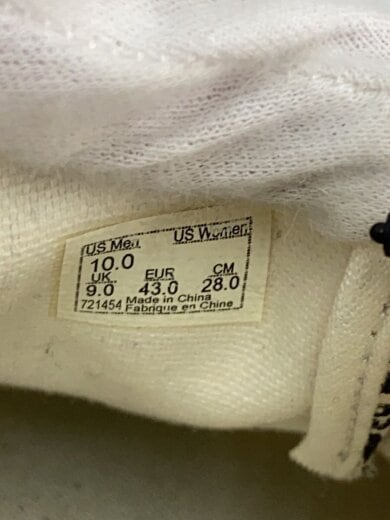 US Men US Women
10.0
UK EUR CM
9.0 43.0 28.0
721454 Made in China
Fabrique en Chine